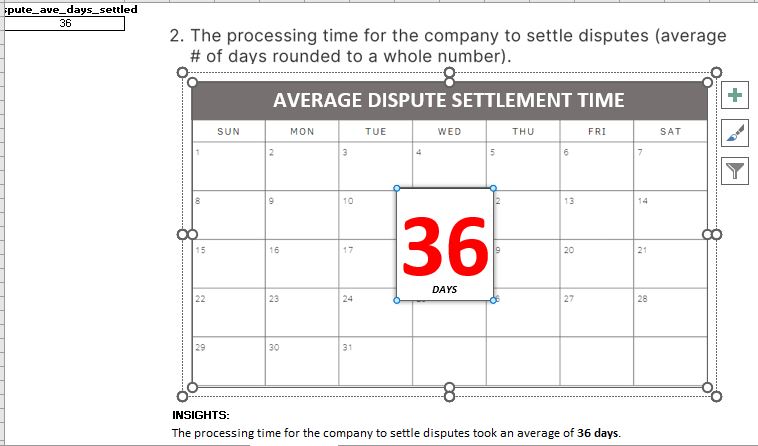 spute_ave_days_settled
36
2. The processing time for the company to settle disputes (average
# of days rounded to a whole number).
AVERAGE DISPUTE SETTLEMENT TIME
SUN MON TUE WED THU FRI SAT
1 2 3 4 5 6 7
8 9 10 2 13 14
15 16 17 9 20 21
36
DAYS
22 23 24 27 28
29 30 31
INSIGHTS:
The processing time for the company to settle disputes took an average of 36 days.